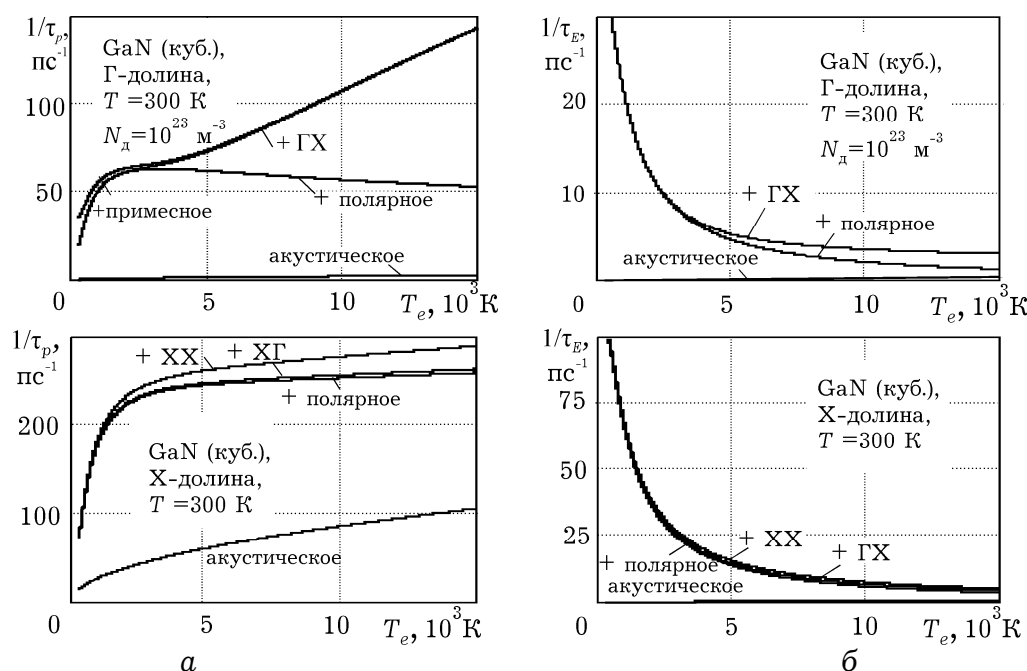 1/τp, пс-1
GaN (куб.),
Г-долина,
T =300 К
Nд=10^23 м^-3
100
50
+ ГХ
+ полярное
+примесное
акустическое
0
5
10
Te, 10^3К
1/τE, пс-1
GaN (куб.),
Г-долина,
T =300 К
Nд=10^23 м^-3
20
10
+ ГХ
+ полярное
акустическое
0
5
10
Te, 10^3К
1/τp, пс-1
+ ХХ
+ ХГ
+ полярное
200
GaN (куб.),
Х-долина,
T =300 К
100
акустическое
0
5
10
Te, 10^3К
а
1/τE, пс-1
GaN (куб.),
Х-долина,
T =300 К
75
50
25
+ ХХ
+ ГХ
+ полярное
акустическое
0
5
10
Te, 10^3К
б